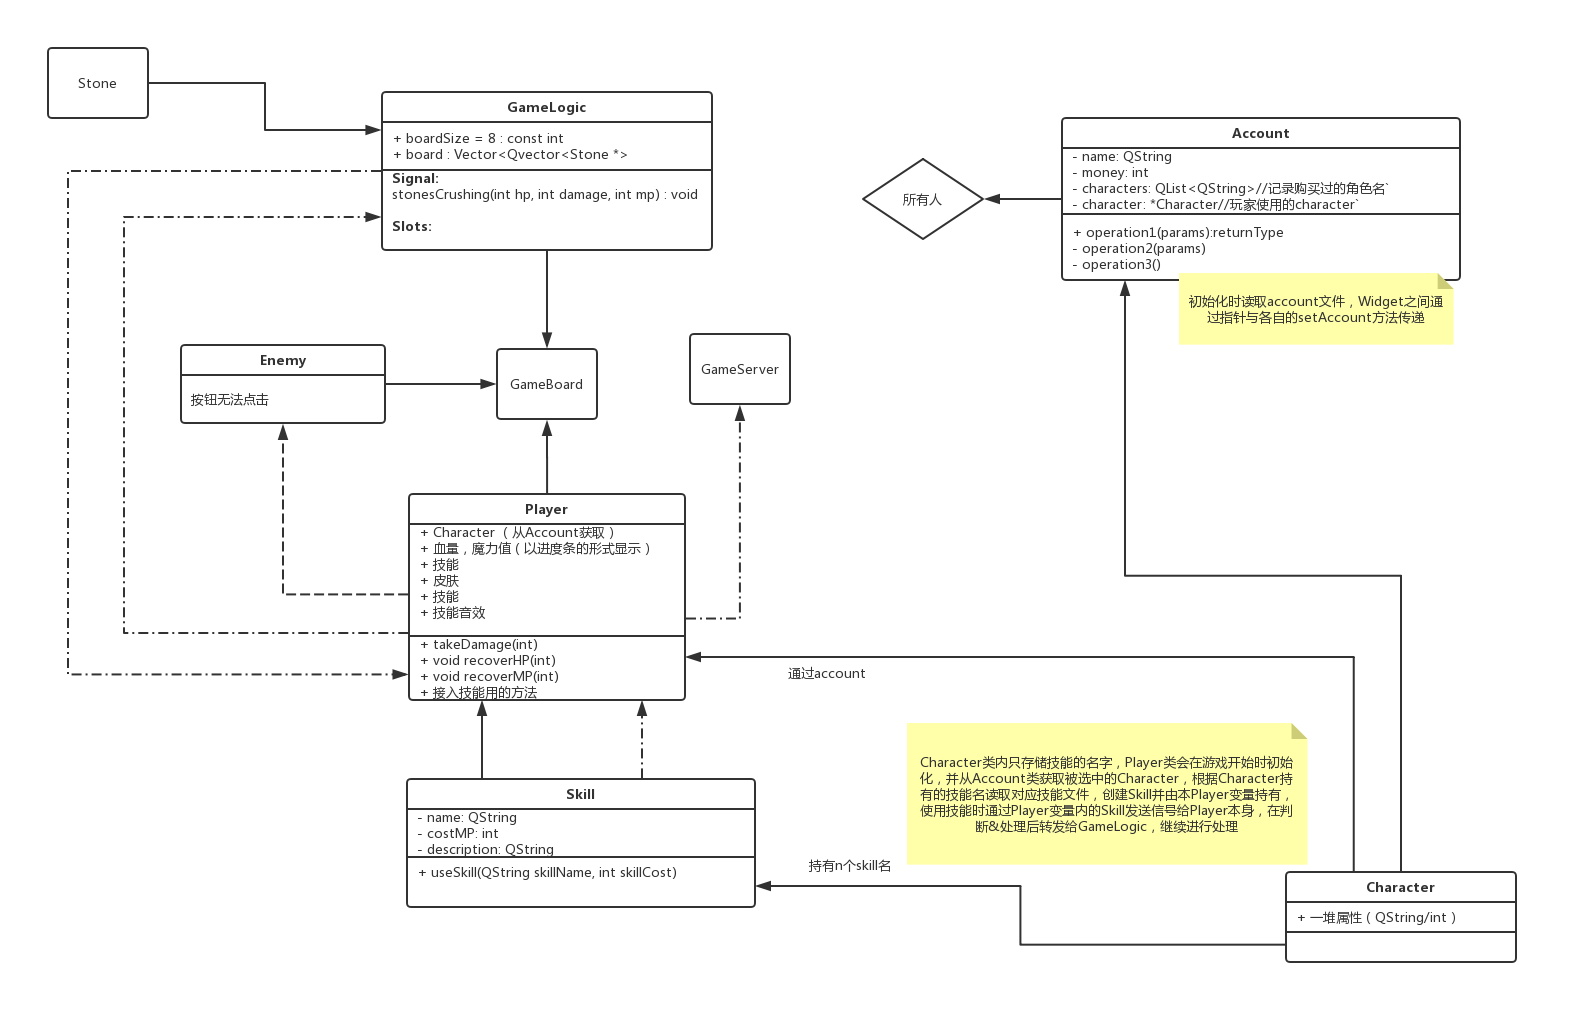 Stone
GameLogic
+ boardSize = 8 : const int
+ board : Vector<Qvector<Stone *>
Signal:
stonesCrushing(int hp, int damage, int mp) : void
Slots:
Account
- name: QString
- money: int
- characters: QList<QString>//记录购买过的角色名`
- character: *Character//玩家使用的character`
+ operation1(params):returnType
- operation2(params)
- operation3()
所有人
初始化时读取account文件，Widget之间通
过指针与各自的setAccount方法传递
Enemy
按钮无法点击
GameBoard
GameServer
Player
+ Character （从Account获取）
+ 血量，魔力值（以进度条的形式显示）
+ 技能
+ 皮肤
+ 技能
+ 技能音效
+ takeDamage(int)
+ void recoverHP(int)
+ void recoverMP(int)
+ 接入技能用的方法
通过account
Skill
- name: QString
- costMP: int
- description: QString
+ useSkill(QString skillName, int skillCost)
Character类内只存储技能的名字，Player类会在游戏开始时初始
化，并从Account类获取被选中的Character，根据Character持
有的技能名读取对应技能文件，创建Skill并由本Player变量持有，
使用技能时通过Player变量内的Skill发送信号给Player本身，在判
断&处理后转发给GameLogic，继续进行处理
持有n个skill名
Character
+ 一堆属性（QString/int）